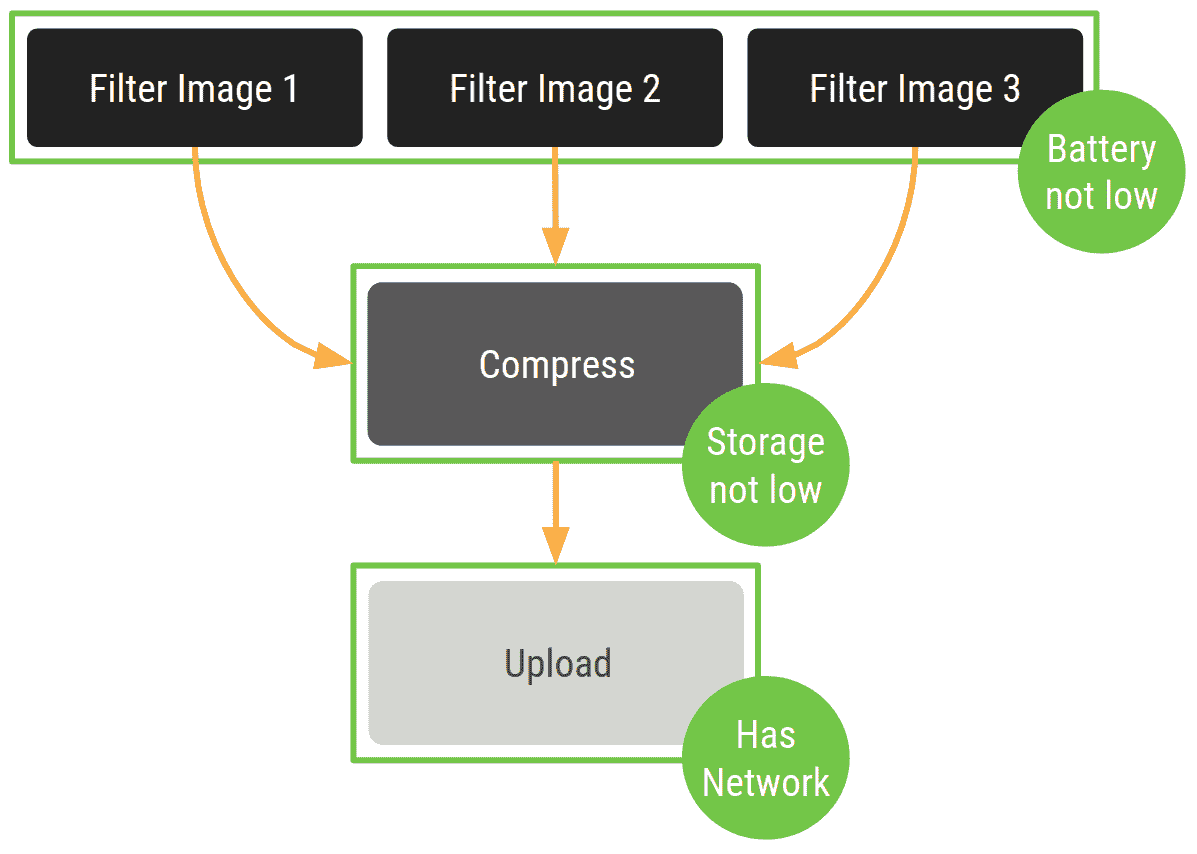 Filter Image 1
Filter Image 2
Filter Image 3
Battery
not low
Compress
Storage
not low
Upload
Has
Network